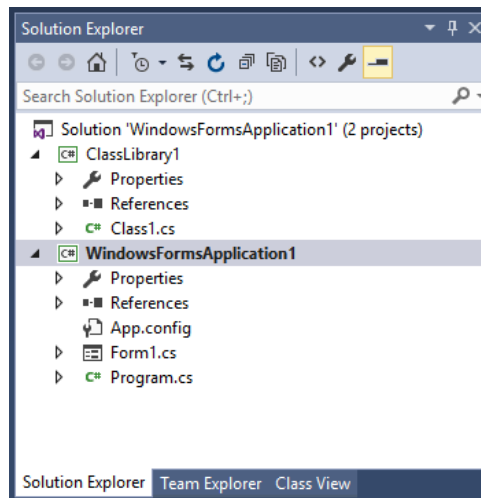 Solution Explorer
Search Solution Explorer (Ctrl+;)
Solution 'WindowsFormsApplication1' (2 projects)
C# ClassLibrary1
Properties
References
C# Class1.cs
C# WindowsFormsApplication1
Properties
References
App.config
Form1.cs
C# Program.cs
Solution Explorer Team Explorer Class View